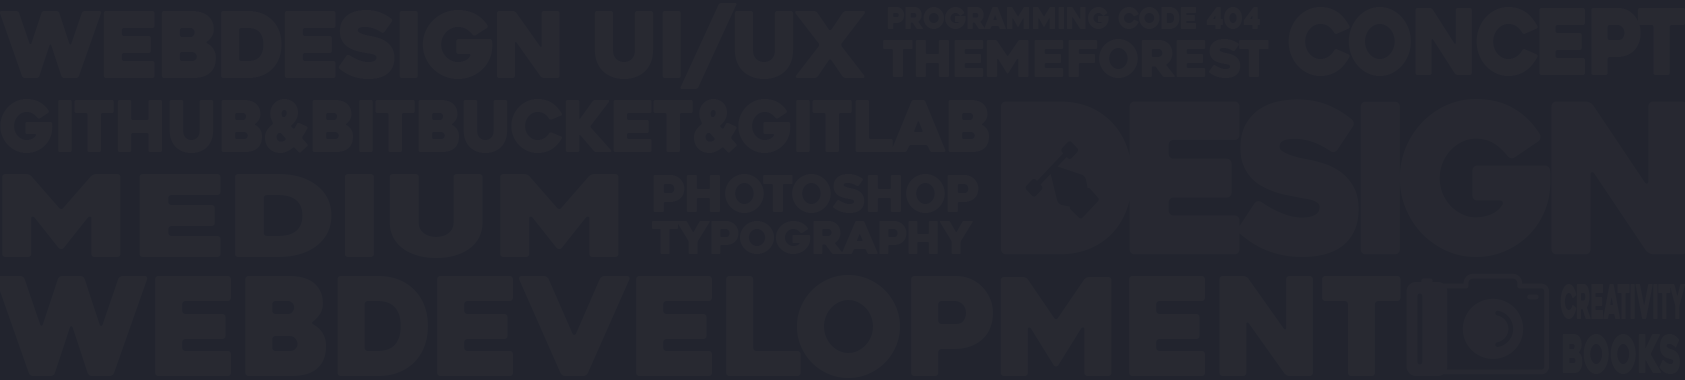 WEBDESIGN UI/UX PROGRAMMING CODE 404 CONCEPT
THEMEFOREST
GITHUB&BITBUCKET&GITLAB DESIGN
MEDIUM PHOTOSHOP
TYPOGRAPHY
WEBDEVELOPMENT CREATIVITY
BOOKS